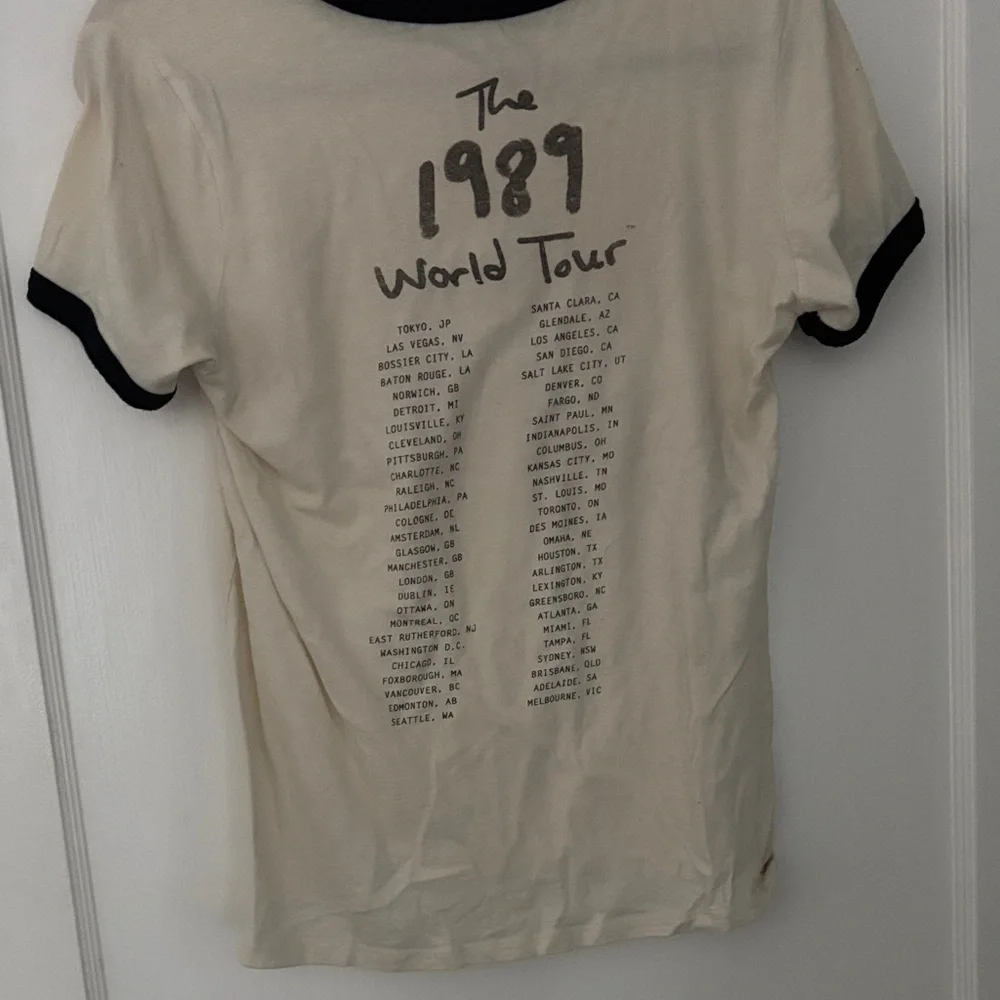 The
1989
World Tour™
TOKYO, JP
LAS VEGAS, NV
BOSSIER CITY, LA
BATON ROUGE, LA
NORWICH, GB
DETROIT, MI
LOUISVILLE, KY
CLEVELAND, OH
PITTSBURGH, PA
CHARLOTTE, NC
RALEIGH, NC
PHILADELPHIA, PA
COLOGNE, DE
AMSTERDAM, NL
GLASGOW, GB
MANCHESTER, GB
LONDON, GB
DUBLIN, IE
OTTAWA, ON
MONTREAL, QC
EAST RUTHERFORD, NJ
WASHINGTON D.C.
CHICAGO, IL
FOXBOROUGH, MA
VANCOUVER, BC
EDMONTON, AB
SEATTLE, WA
SANTA CLARA, CA
GLENDALE, AZ
LOS ANGELES, CA
SAN DIEGO, CA
SALT LAKE CITY, UT
DENVER, CO
FARGO, ND
SAINT PAUL, MN
INDIANAPOLIS, IN
COLUMBUS, OH
KANSAS CITY, MO
NASHVILLE, TN
ST. LOUIS, MO
TORONTO, ON
DES MOINES, IA
OMAHA, NE
HOUSTON, TX
ARLINGTON, TX
LEXINGTON, KY
GREENSBORO, NC
ATLANTA, GA
MIAMI, FL
TAMPA, FL
SYDNEY, NSW
BRISBANE, QLD
ADELAIDE, SA
MELBOURNE, VIC